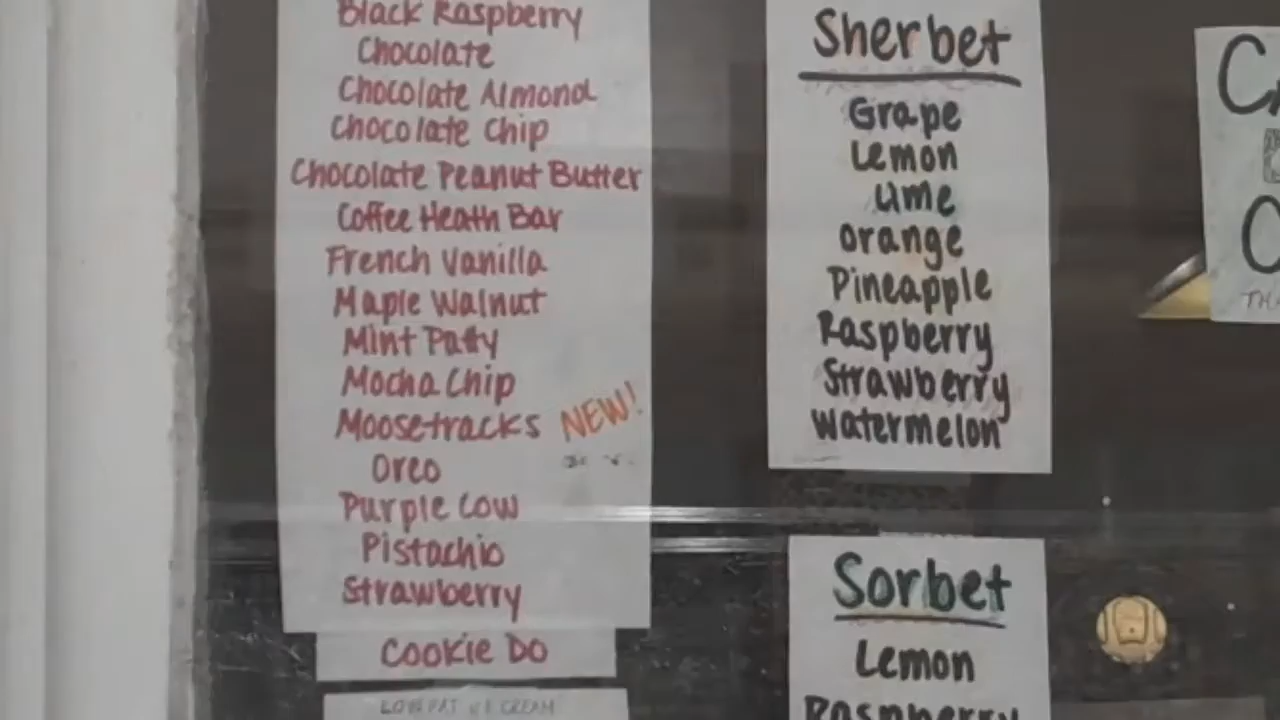 Black Raspberry
Chocolate
Chocolate Almond
Chocolate Chip
Chocolate Peanut Butter
Coffee Heath Bar
French Vanilla
Maple Walnut
Mint Patty
Mocha Chip
Moosetracks NEW!
Oreo
Purple Cow
Pistachio
Strawberry
Cookie Do
LOW FAT ICE CREAM
Sherbet
Grape
Lemon
Lime
Orange
Pineapple
Raspberry
Strawberry
Watermelon
Sorbet
Lemon
Raspberry